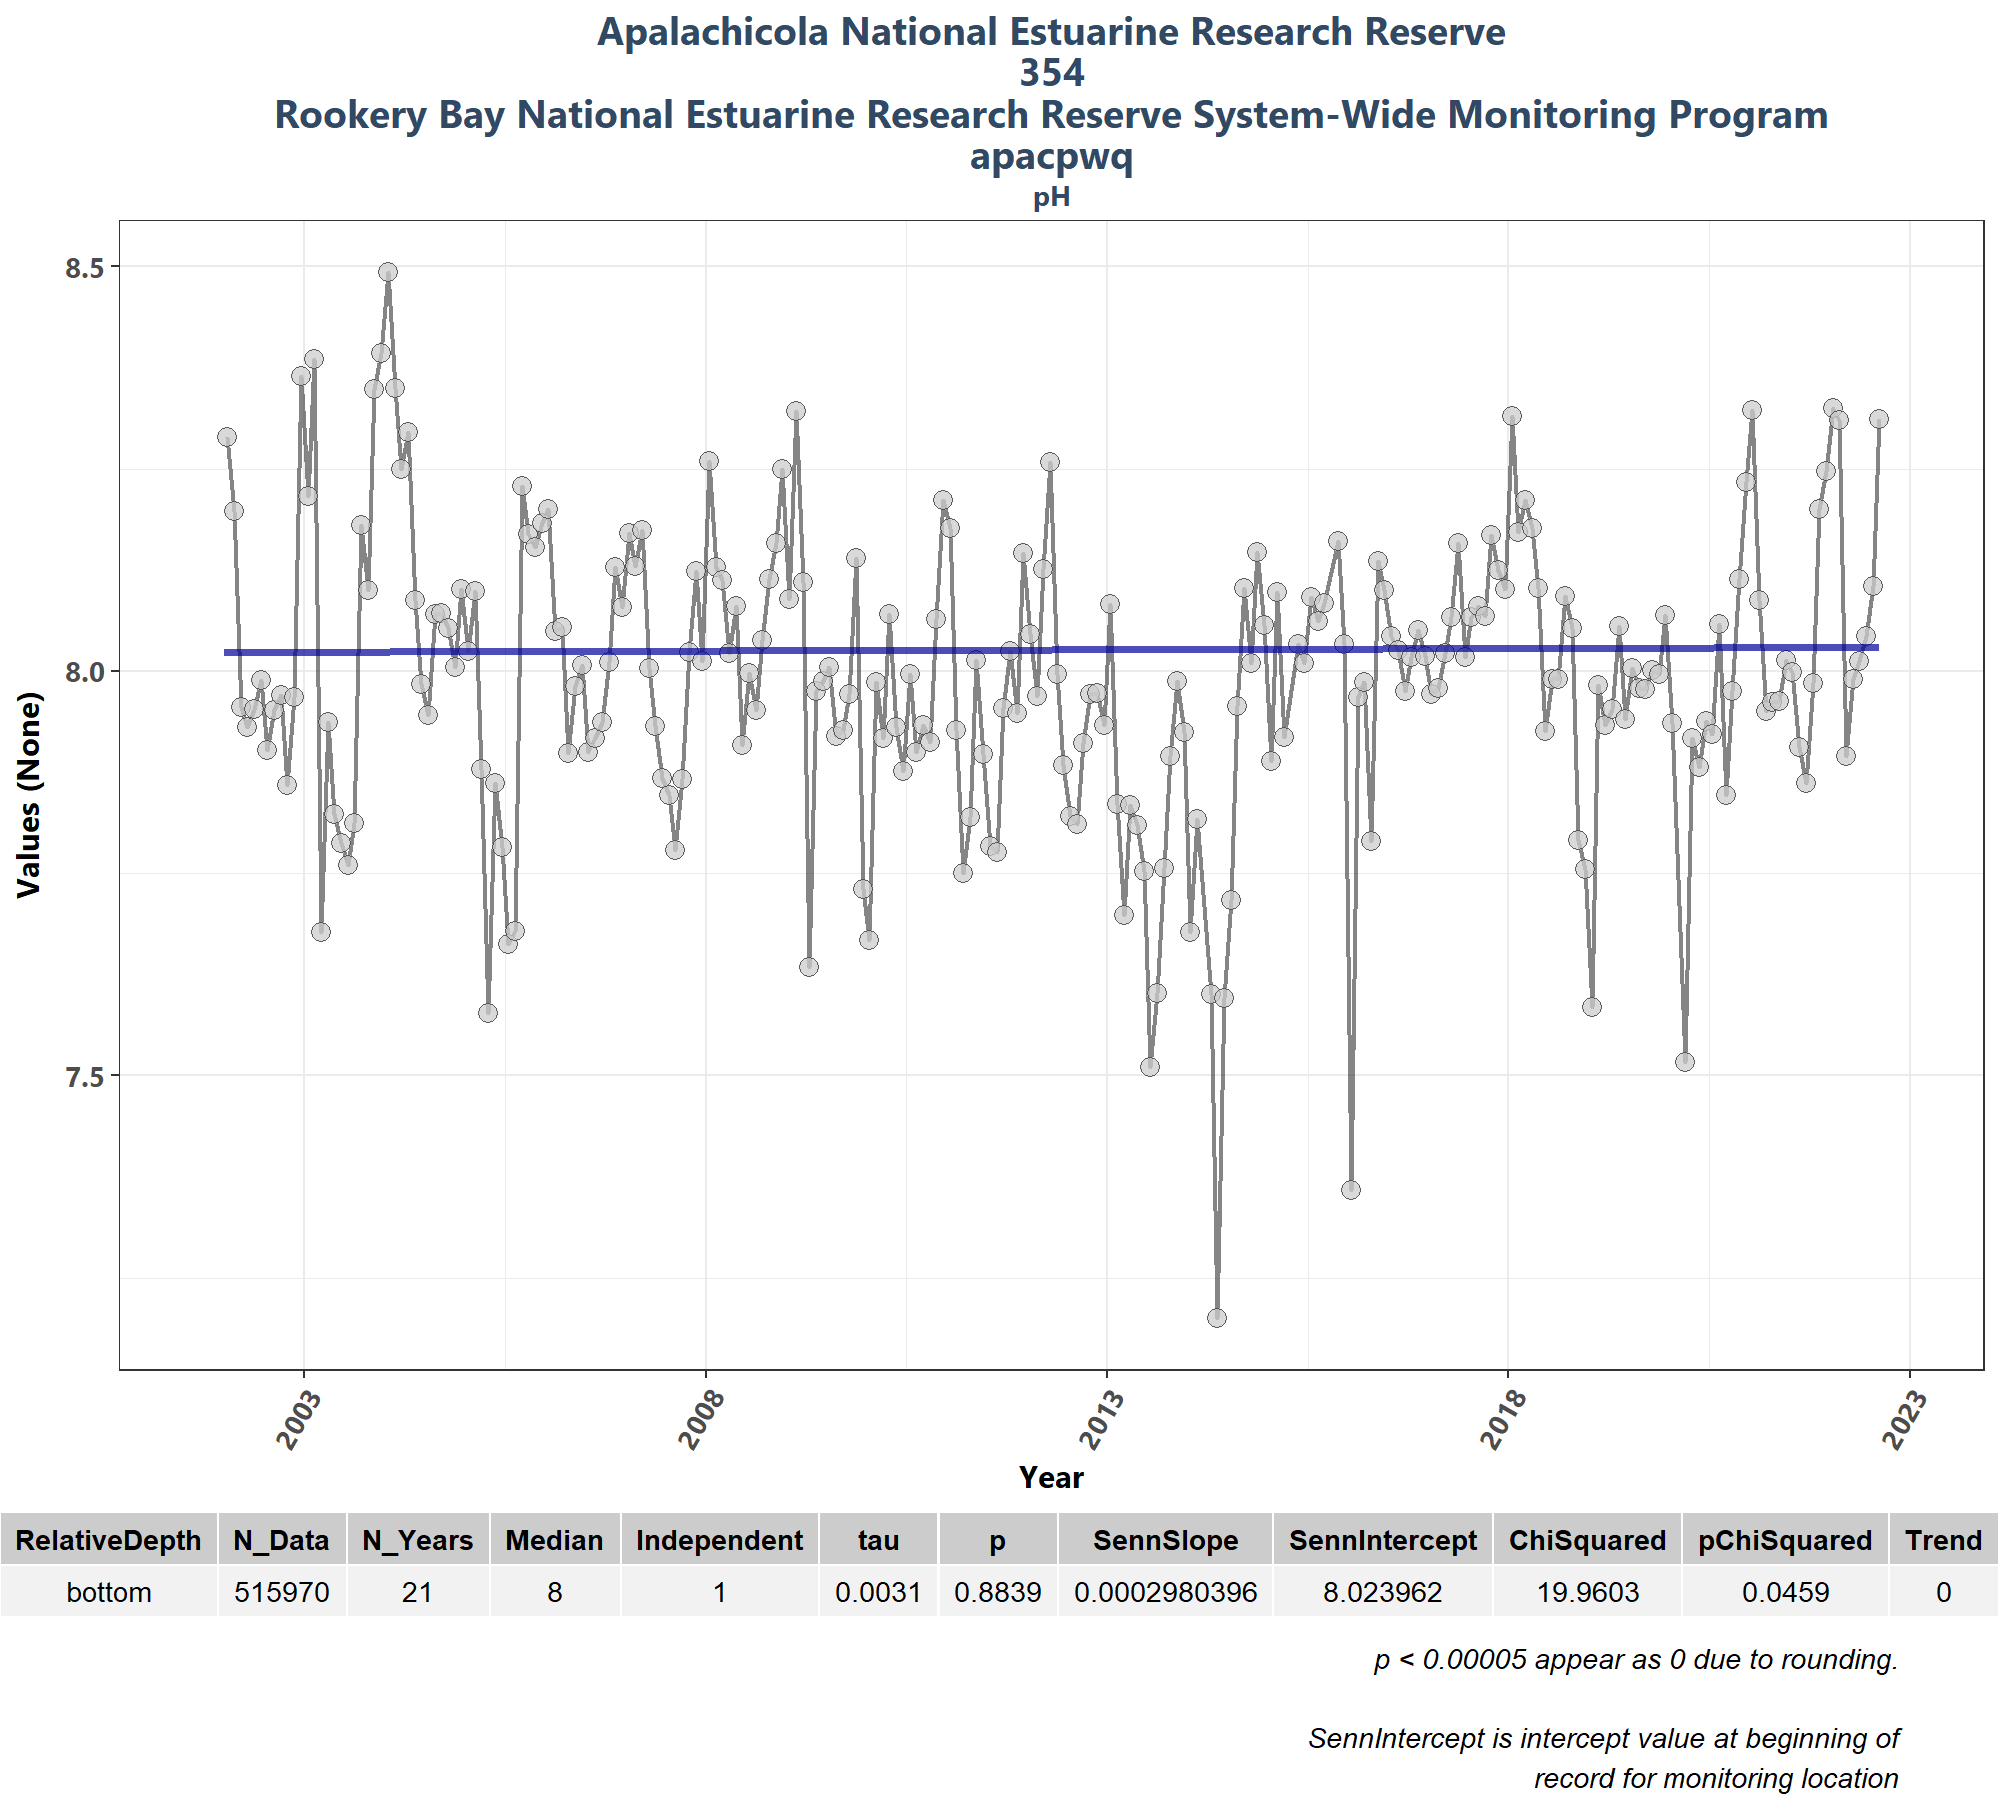 Apalachicola National Estuarine Research Reserve
354
Rookery Bay National Estuarine Research Reserve System-Wide Monitoring Program
apacpwq
pH
8.5
8.0
7.5
Values (None)
2003 2008 2013 2018 2023
Year
RelativeDepth N_Data N_Years Median Independent tau p SennSlope SennIntercept ChiSquared pChiSquared Trend
bottom 515970 21 8 1 0.0031 0.8839 0.0002980396 8.023962 19.9603 0.0459 0
p < 0.00005 appear as 0 due to rounding.
SennIntercept is intercept value at beginning of
record for monitoring location